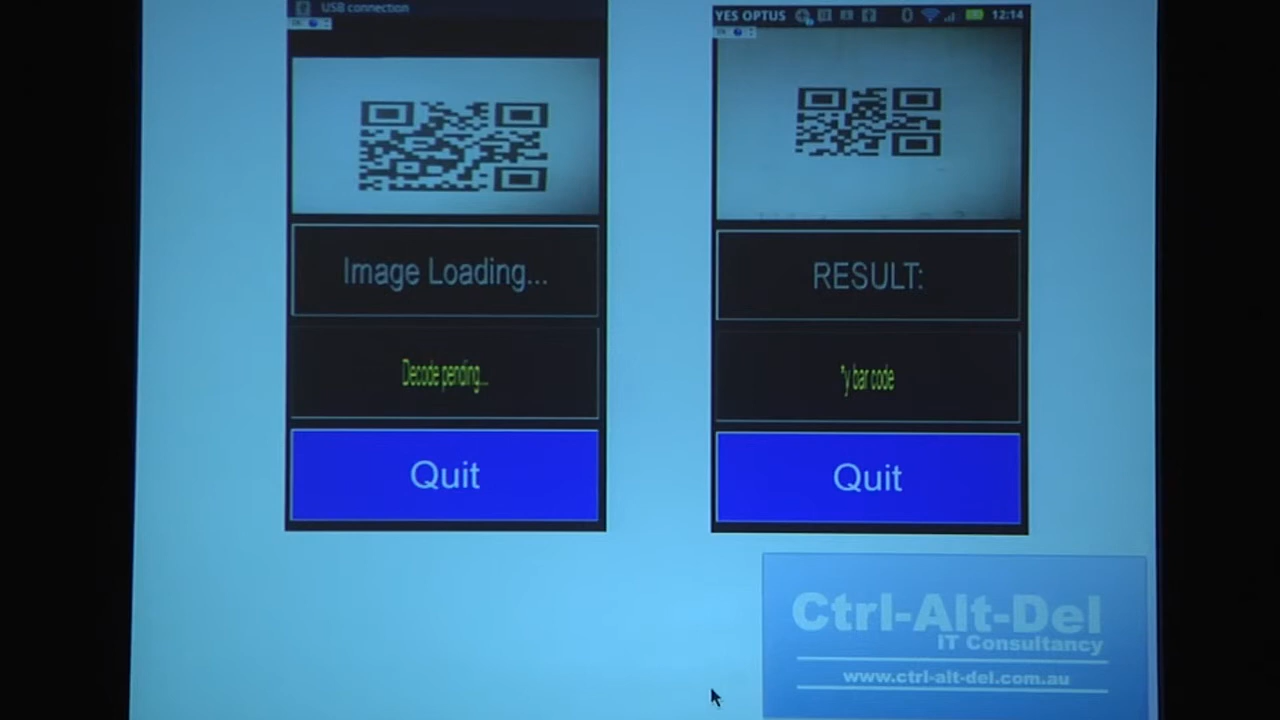 USB connection
Image Loading...
Decode pending...
Quit
YES OPTUS
12:14
RESULT:
*y bar code
Quit
Ctrl-Alt-Del
IT Consultancy
www.ctrl-alt-del.com.au